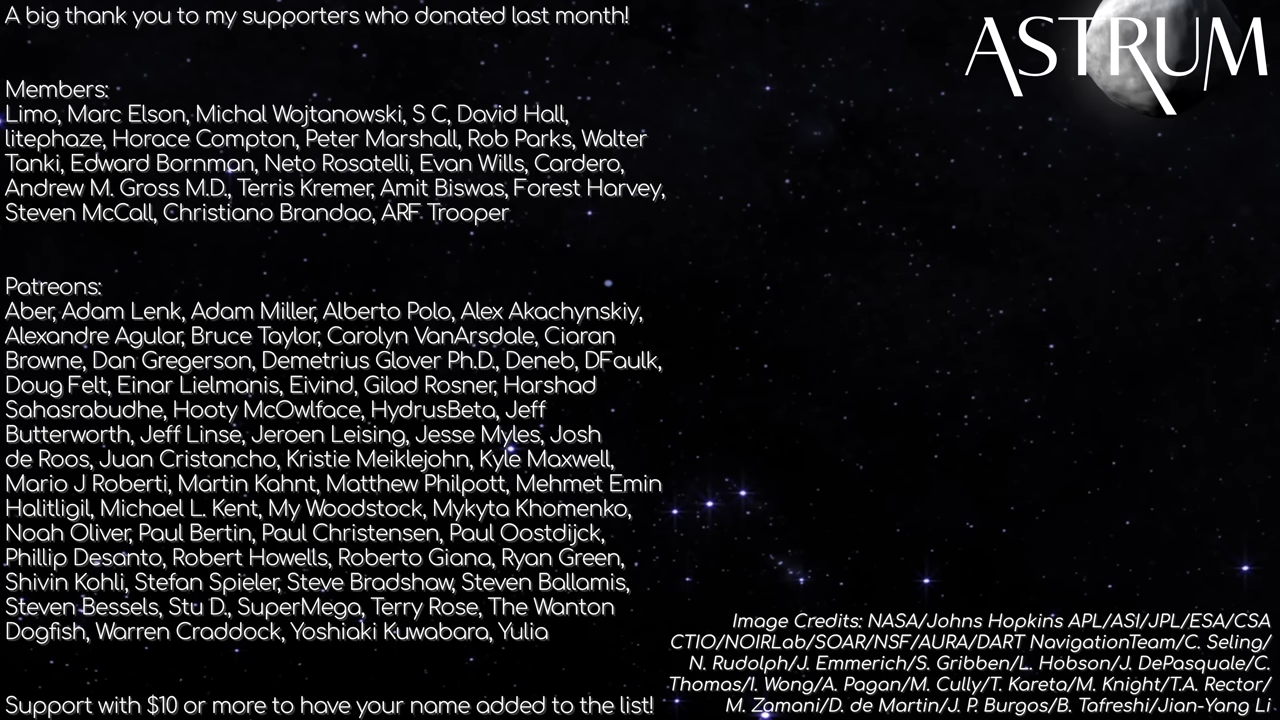 A big thank you to my supporters who donated last month!
ASTRUM
Members:
Limo, Marc Elson, Michal Wojtanowski, S C, David Hall,
litephaze, Horace Compton, Peter Marshall, Rob Parks, Walter
Tanki, Edward Bornman, Neto Rosatelli, Evan Wills, Cardero,
Andrew M. Gross M.D., Terris Kremer, Amit Biswas, Forest Harvey,
Steven McCall, Christiano Brandao, ARF Trooper
Patreons:
Aber, Adam Lenk, Adam Miller, Alberto Polo, Alex Akachynskiy,
Alexandre Agular, Bruce Taylor, Carolyn VanArsdale, Ciaran
Browne, Dan Gregerson, Demetrius Glover Ph.D., Deneb, DFaulk,
Doug Felt, Einar Lielmanis, Eivind, Gilad Rosner, Harshad
Sahasrabudhe, Hooty McOwlface, HydrusBeta, Jeff
Butterworth, Jeff Linse, Jeroen Leising, Jesse Myles, Josh
de Roos, Juan Cristancho, Kristie Meiklejohn, Kyle Maxwell,
Mario J Roberti, Martin Kahnt, Matthew Philpott, Mehmet Emin
Halitligil, Michael L. Kent, My Woodstock, Mykyta Khomenko,
Noah Oliver, Paul Bertin, Paul Christensen, Paul Oostdijck,
Phillip Desanto, Robert Howells, Roberto Giana, Ryan Green,
Shivin Kohli, Stefan Spieler, Steve Bradshaw, Steven Ballamis,
Steven Bessels, Stu D., SuperMega, Terry Rose, The Wanton
Dogfish, Warren Craddock, Yoshiaki Kuwabara, Yulia
Support with $10 or more to have your name added to the list!
Image Credits: NASA/Johns Hopkins APL/ASI/JPL/ESA/CSA
CTIO/NOIRLab/SOAR/NSF/AURA/DART NavigationTeam/C. Seling/
N. Rudolph/J. Emmerich/S. Gribben/L. Hobson/J. DePasquale/C.
Thomas/I. Wong/A. Pagan/M. Cully/T. Kareta/M. Knight/T.A. Rector/
M. Zamani/D. de Martin/J. P. Burgos/B. Tafreshi/Jian-Yang Li